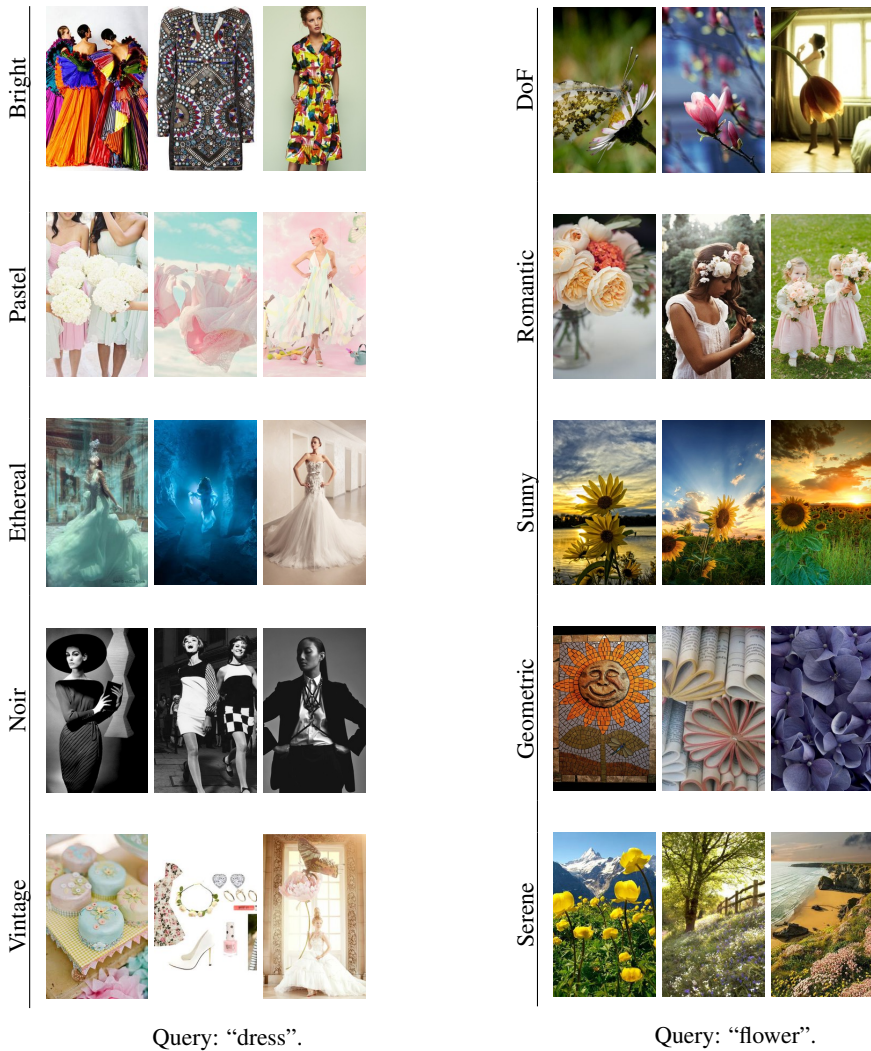 Bright
Pastel
Ethereal
Noir
Vintage
Query: “dress”.
DoF
Romantic
Sunny
Geometric
Serene
Query: “flower”.